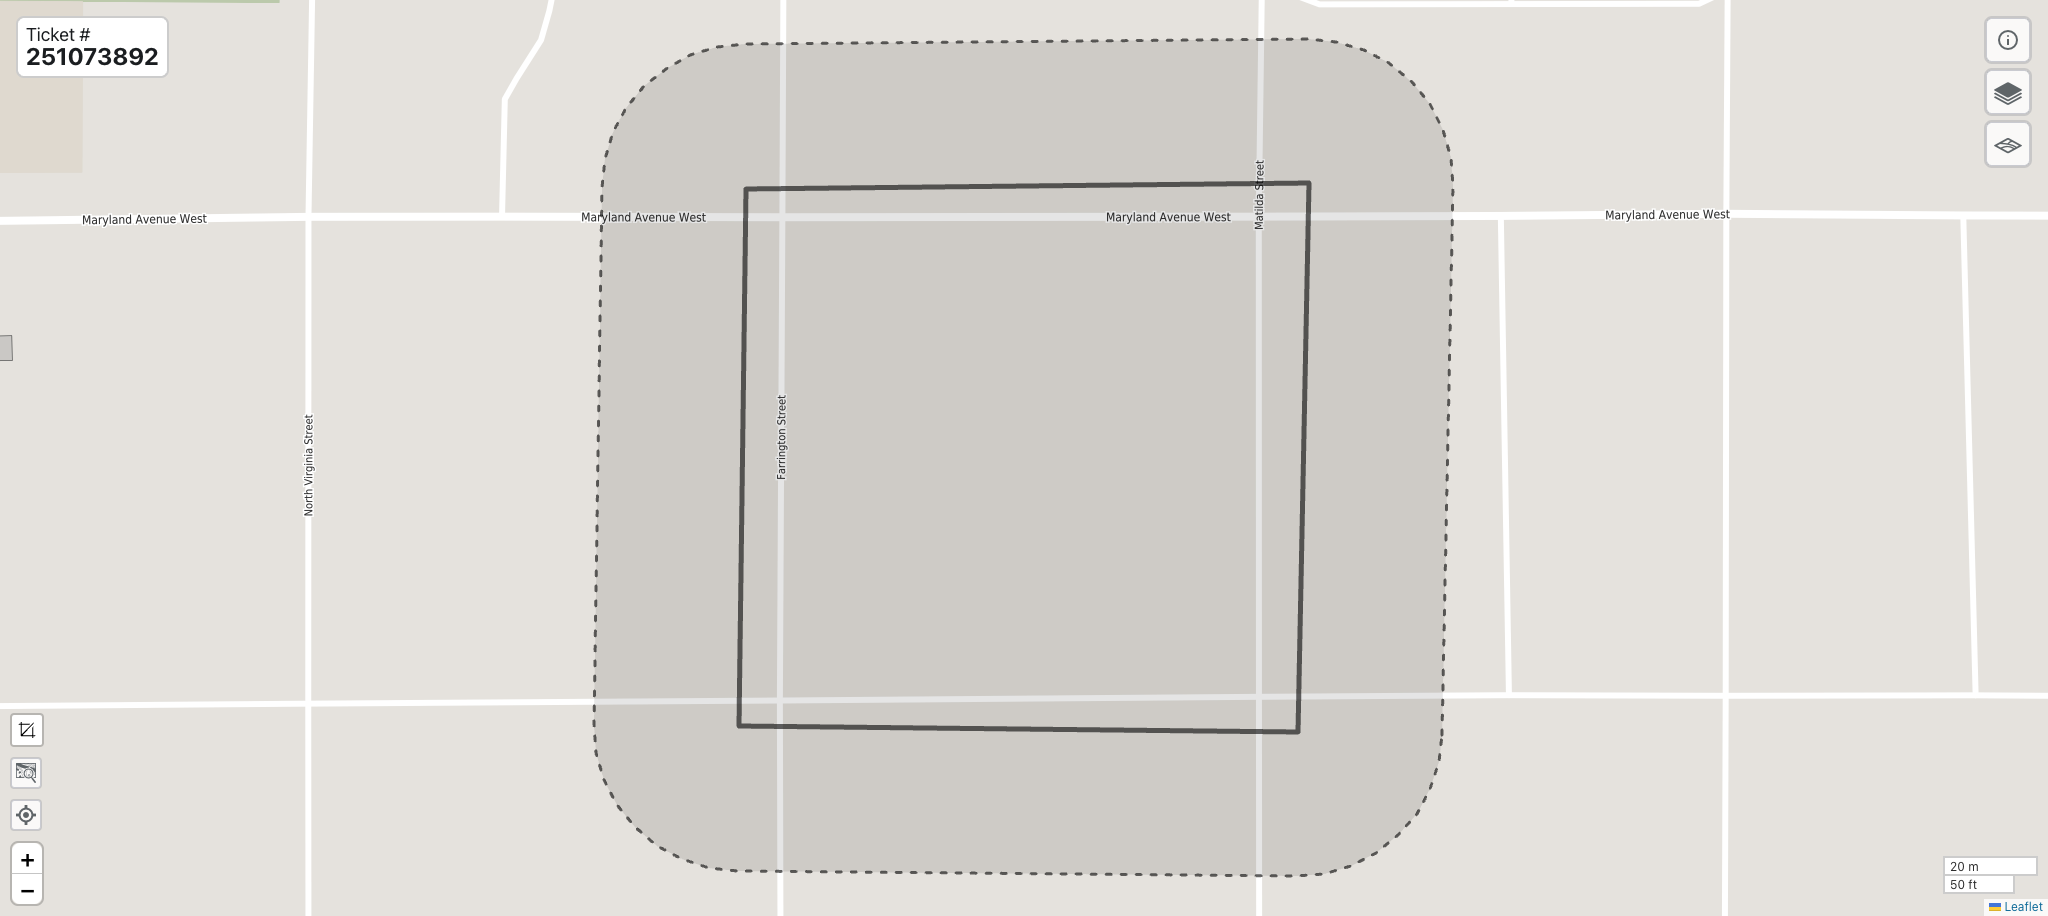 Ticket #
251073892
Matilda Street
Maryland Avenue West
Maryland Avenue West
Maryland Avenue West
Maryland Avenue West
Farrington Street
North Virginia Street
+
−
20 m
50 ft
Leaflet